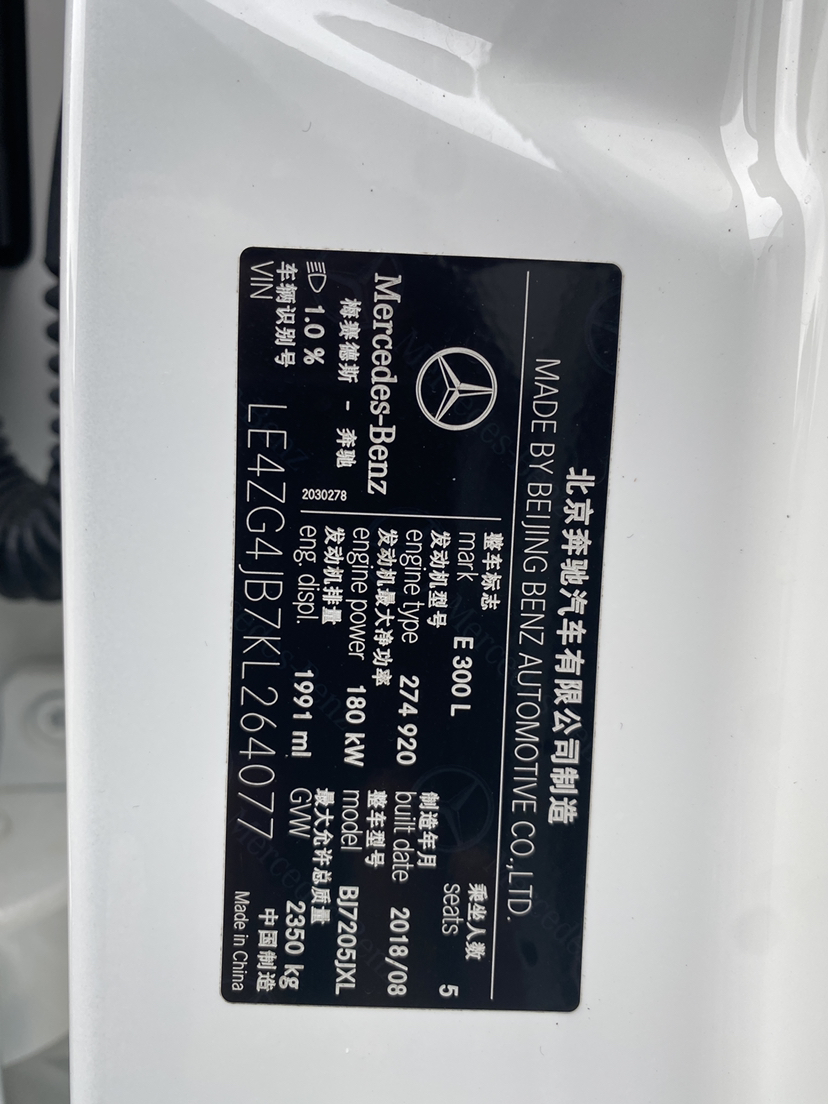 北京奔驰汽车有限公司制造
MADE BY BEIJING BENZ AUTOMOTIVE CO.,LTD.
Mercedes-Benz
梅赛德斯 - 奔驰
1.0 %
2030278
整车标志
mark E 300 L
乘坐人数
seats 5
发动机型号
engine type 274 920
制造年月
built date 2018/08
发动机最大净功率
engine power 180 kW
整车型号
model BJ7205JXL
发动机排量
eng. displ. 1991 ml
最大允许总质量
GVW 2350 kg
车辆识别号
VIN LE4ZG4JB7KL264077
中国制造
Made in China